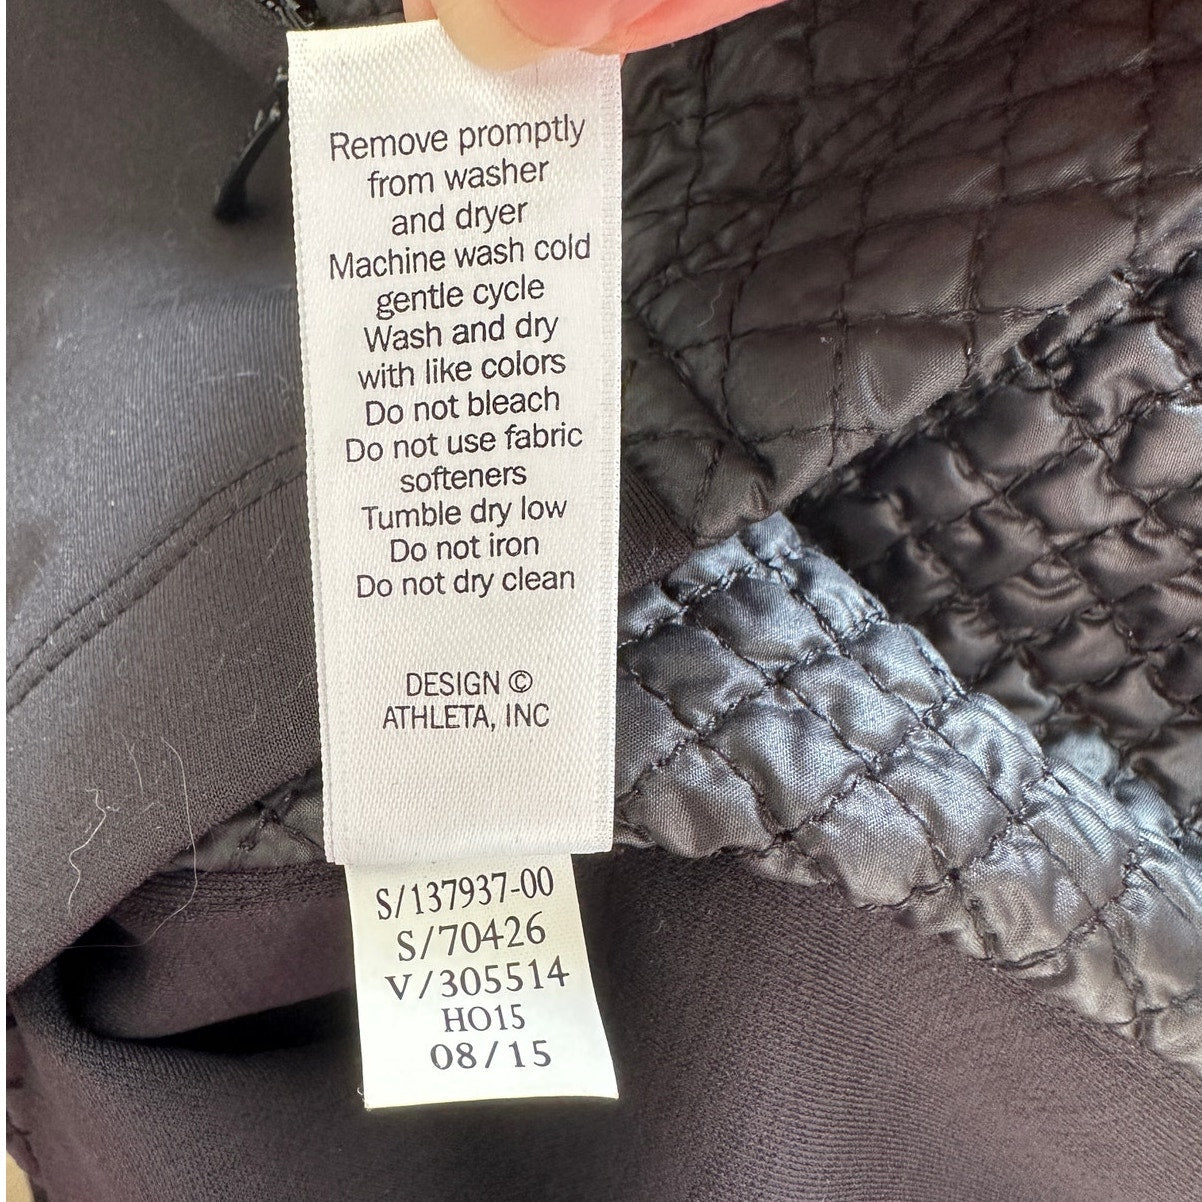 Remove promptly
from washer
and dryer
Machine wash cold
gentle cycle
Wash and dry
with like colors
Do not bleach
Do not use fabric
softeners
Tumble dry low
Do not iron
Do not dry clean
DESIGN ©
ATHLETA, INC
S/137937-00
S/70426
V/305514
HO15
08/15